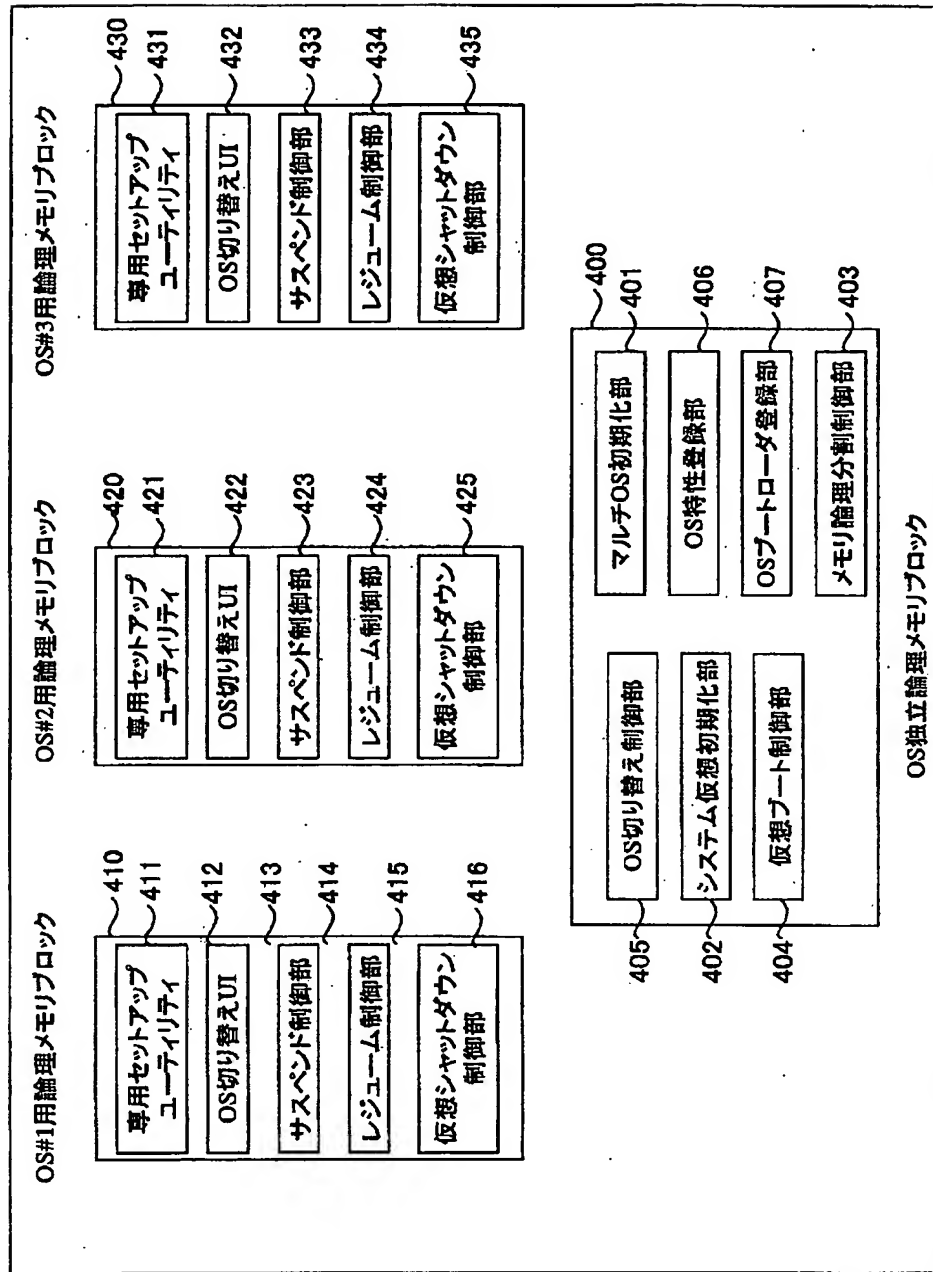 OS#1用論理メモリブロック
410
専用セットアップ
ユーティリティ
411
OS切り替えUI
412
413
サスペンド制御部
414
レジューム制御部
415
仮想シャットダウン
制御部
416
OS#2用論理メモリブロック
420
専用セットアップ
ユーティリティ
421
OS切り替えUI
422
サスペンド制御部
423
レジューム制御部
424
仮想シャットダウン
制御部
425
OS#3用論理メモリブロック
430
専用セットアップ
ユーティリティ
431
OS切り替えUI
432
サスペンド制御部
433
レジューム制御部
434
仮想シャットダウン
制御部
435
400
405
OS切り替え制御部
マルチOS初期化部
401
402
システム仮想初期化部
OS特性登録部
406
404
仮想ブート制御部
OSブートローダ登録部
407
メモリ論理分割制御部
403
OS独立論理メモリブロック